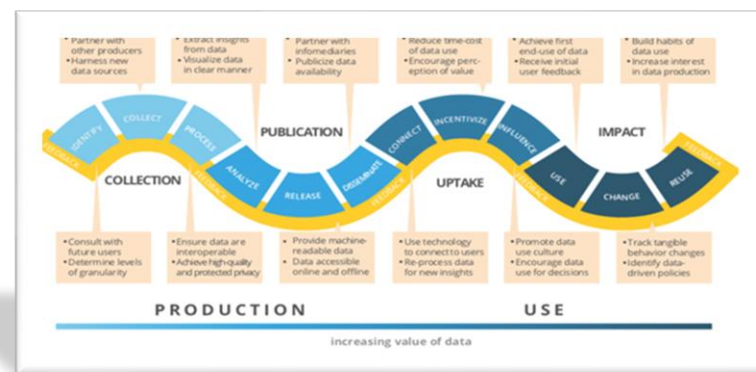 • Partner with
other producers
• Harness new
data sources
• Extract insights
from data
• Visualize data
in clear manner
• Partner with
infomediaries
• Publicize data
availability
• Reduce time-cost
of data use
• Encourage perc-
eption of value
• Achieve first
end-use of data
• Receive initial
user feedback
• Build habits of
data use
• Increase interest
in data production
IDENTIFY
COLLECT
PROCESS
ANALYZE
RELEASE
DISSEMINATE
CONNECT
INCENTIVIZE
INFLUENCE
USE
CHANGE
REUSE
FEEDBACK
FEEDBACK
FEEDBACK
FEEDBACK
FEEDBACK
COLLECTION
PUBLICATION
UPTAKE
IMPACT
• Consult with
future users
• Determine levels
of granularity
• Ensure data are
interoperable
• Achieve high-quality
and protected privacy
• Provide machine-
readable data
• Data accessible
online and offline
• Use technology
to connect to users
• Re-process data
for new insights
• Promote data
use culture
• Encourage data
use for decisions
• Track tangible
behavior changes
• Identify data-
driven policies
PRODUCTION
USE
increasing value of data